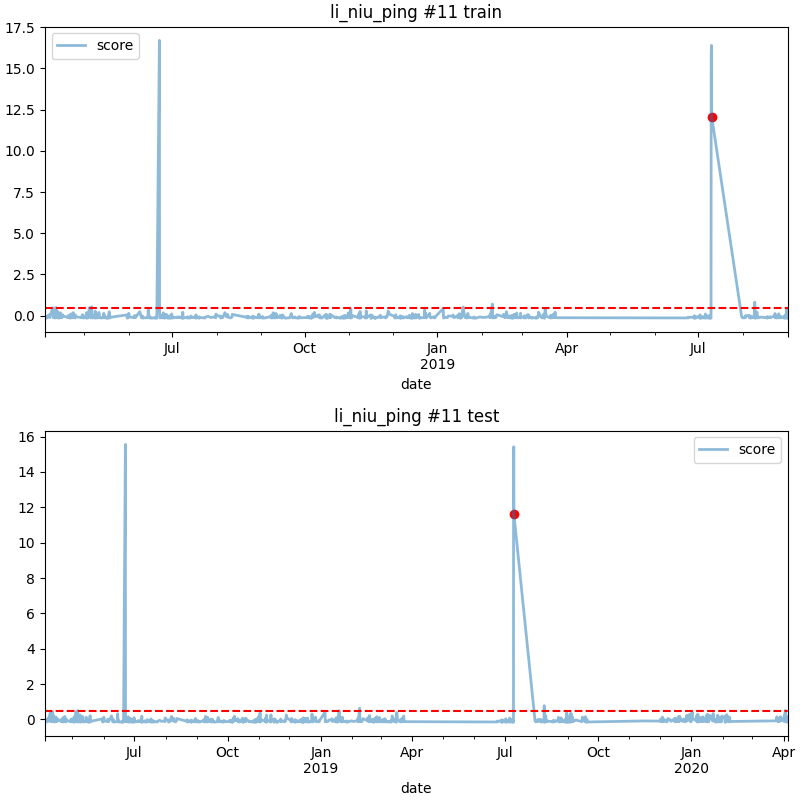 li_niu_ping #11 train
score
17.5
15.0
12.5
10.0
7.5
5.0
2.5
0.0
Jul Oct Jan Apr Jul
2019
date
li_niu_ping #11 test
score
16
14
12
10
8
6
4
2
0
Jul Oct Jan Apr Jul Oct Jan Apr
2019 2020
date